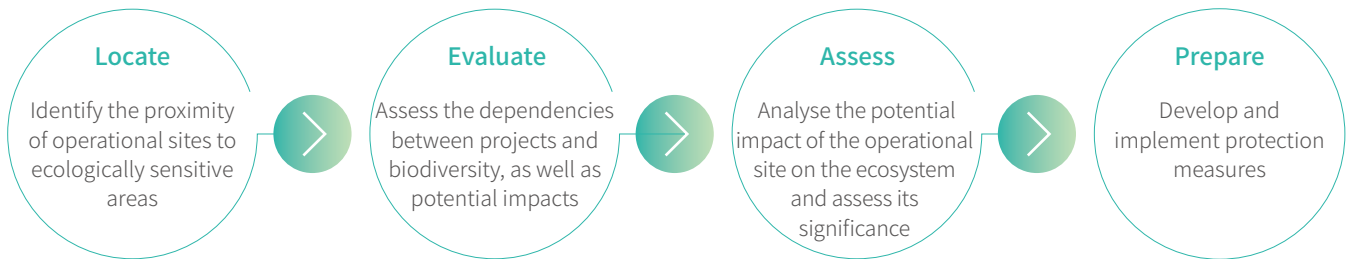 Locate
Identify the proximity
of operational sites to
ecologically sensitive
areas
Evaluate
Assess the dependencies
between projects and
biodiversity, as well as
potential impacts
Assess
Analyse the potential
impact of the operational
site on the ecosystem
and assess its
significance
Prepare
Develop and
implement protection
measures